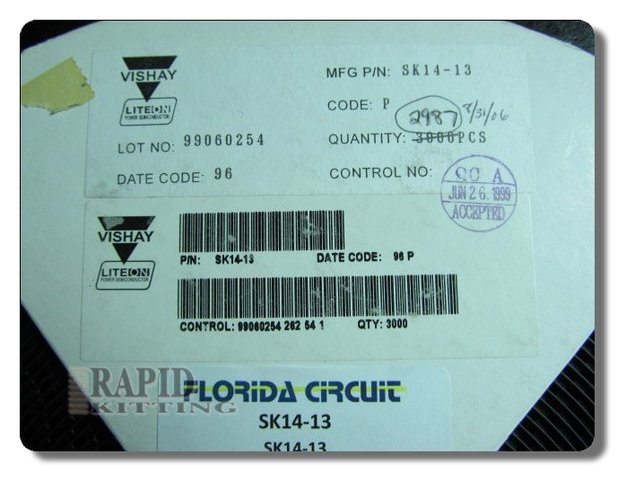 VISHAY
LITEON
POWER SEMICONDUCTOR
MFG P/N: SK14-13
CODE: P
2987 8/31/06
LOT NO: 99060254
QUANTITY: 3000PCS
DATE CODE: 96
CONTROL NO:
QC A
JUN 26 1999
ACCEPTED
VISHAY
LITEON
POWER SEMICONDUCTOR
P/N: SK14-13 DATE CODE: 96 P
CONTROL: 99060254 262 54 1 QTY: 3000
RAPID
KITTING
FLORIDA CIRCUIT
SK14-13
SK14-13